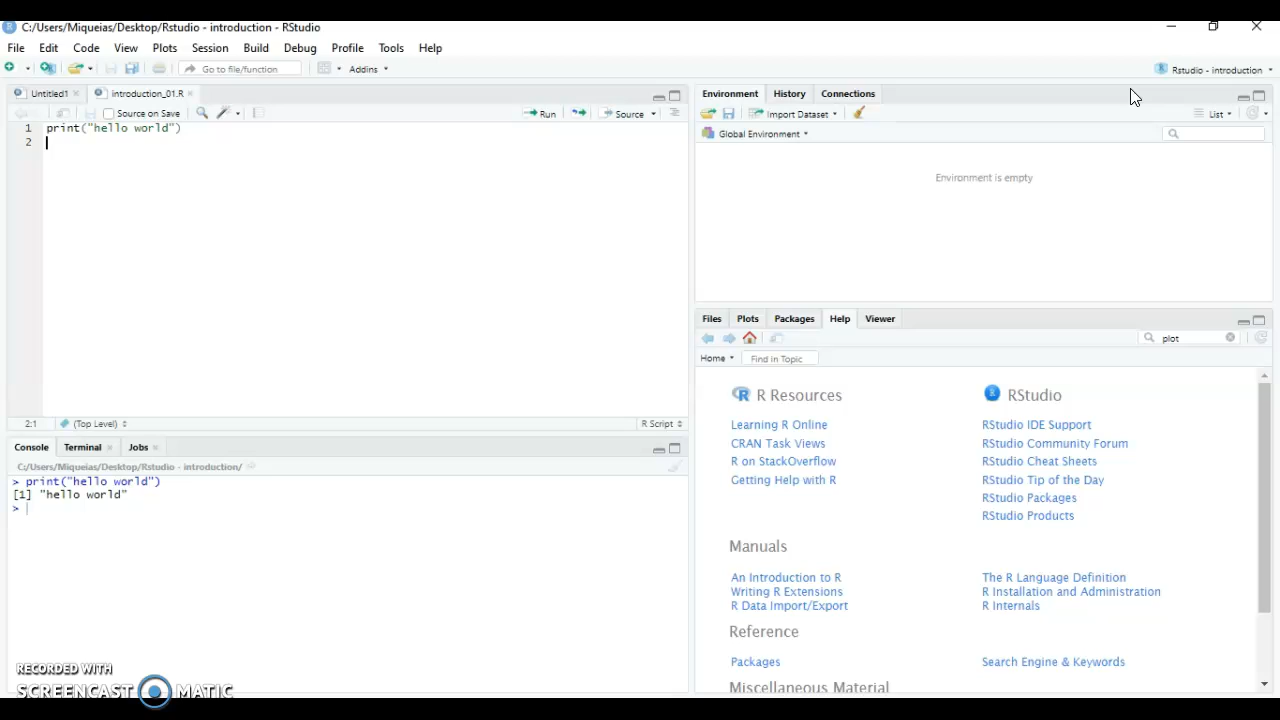 C:/Users/Miqueias/Desktop/Rstudio - introduction - RStudio
File Edit Code View Plots Session Build Debug Profile Tools Help
Go to file/function Addins Rstudio - introduction
Untitled1 introduction_01.R
Source on Save Run Source
1 print("hello world")
2
2:1 (Top Level) R Script
Console Terminal Jobs
C:/Users/Miqueias/Desktop/Rstudio - introduction/
> print("hello world")
[1] "hello world"
>
Environment History Connections
Import Dataset List
Global Environment
Environment is empty
Files Plots Packages Help Viewer
plot
Home Find in Topic
R Resources
Learning R Online
CRAN Task Views
R on StackOverflow
Getting Help with R
RStudio
RStudio IDE Support
RStudio Community Forum
RStudio Cheat Sheets
RStudio Tip of the Day
RStudio Packages
RStudio Products
Manuals
An Introduction to R
Writing R Extensions
R Data Import/Export
The R Language Definition
R Installation and Administration
R Internals
Reference
Packages
Search Engine & Keywords
Miscellaneous Material
RECORDED WITH
SCREENCAST MATIC